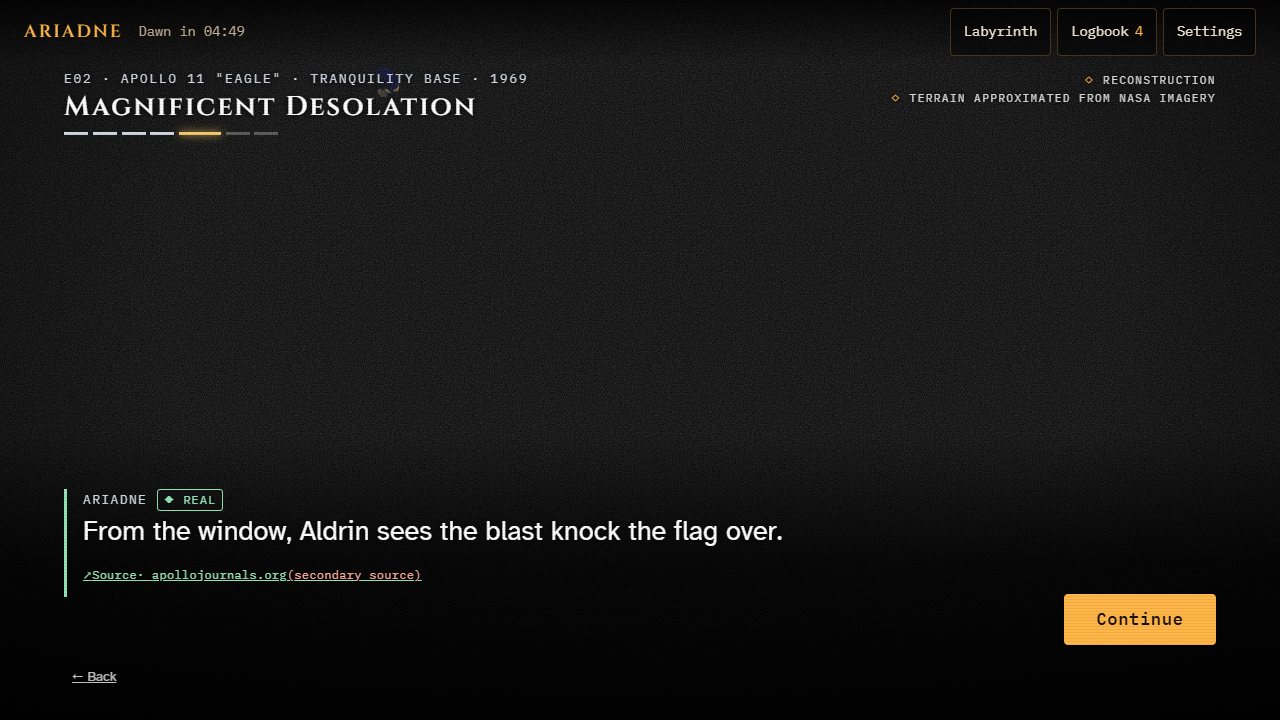 ARIADNE Dawn in 04:49 Labyrinth Logbook 4 Settings
E02 · APOLLO 11 "EAGLE" · TRANQUILITY BASE · 1969
Magnificent Desolation
◇ RECONSTRUCTION
◇ TERRAIN APPROXIMATED FROM NASA IMAGERY
ARIADNE ◆ REAL
From the window, Aldrin sees the blast knock the flag over.
↗Source· apollojournals.org(secondary source)
Continue
← Back